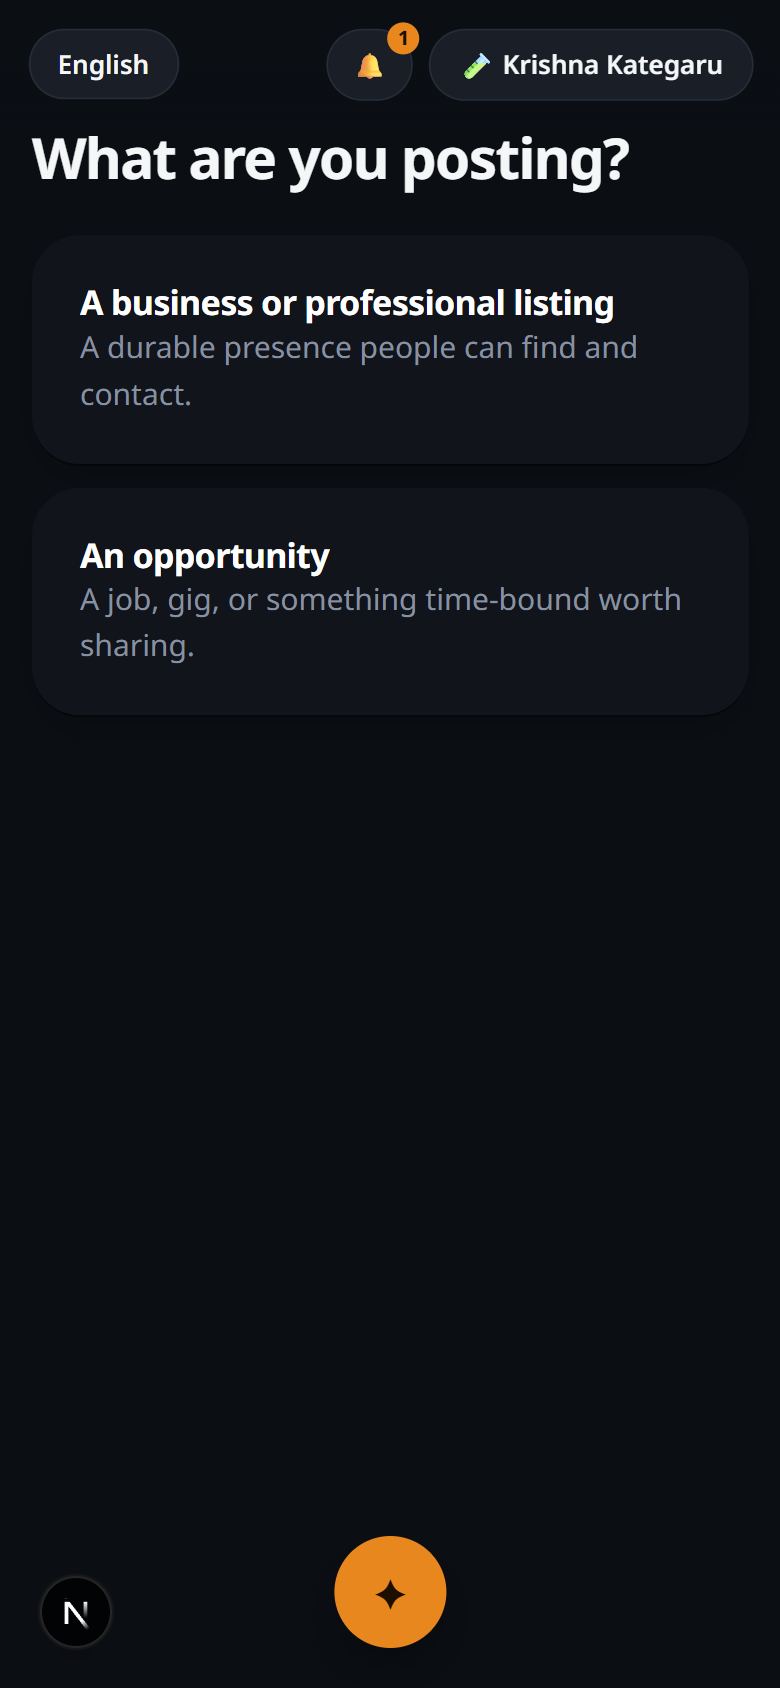 English
1
Krishna Kategaru
What are you posting?
A business or professional listing
A durable presence people can find and
contact.
An opportunity
A job, gig, or something time-bound worth
sharing.
N